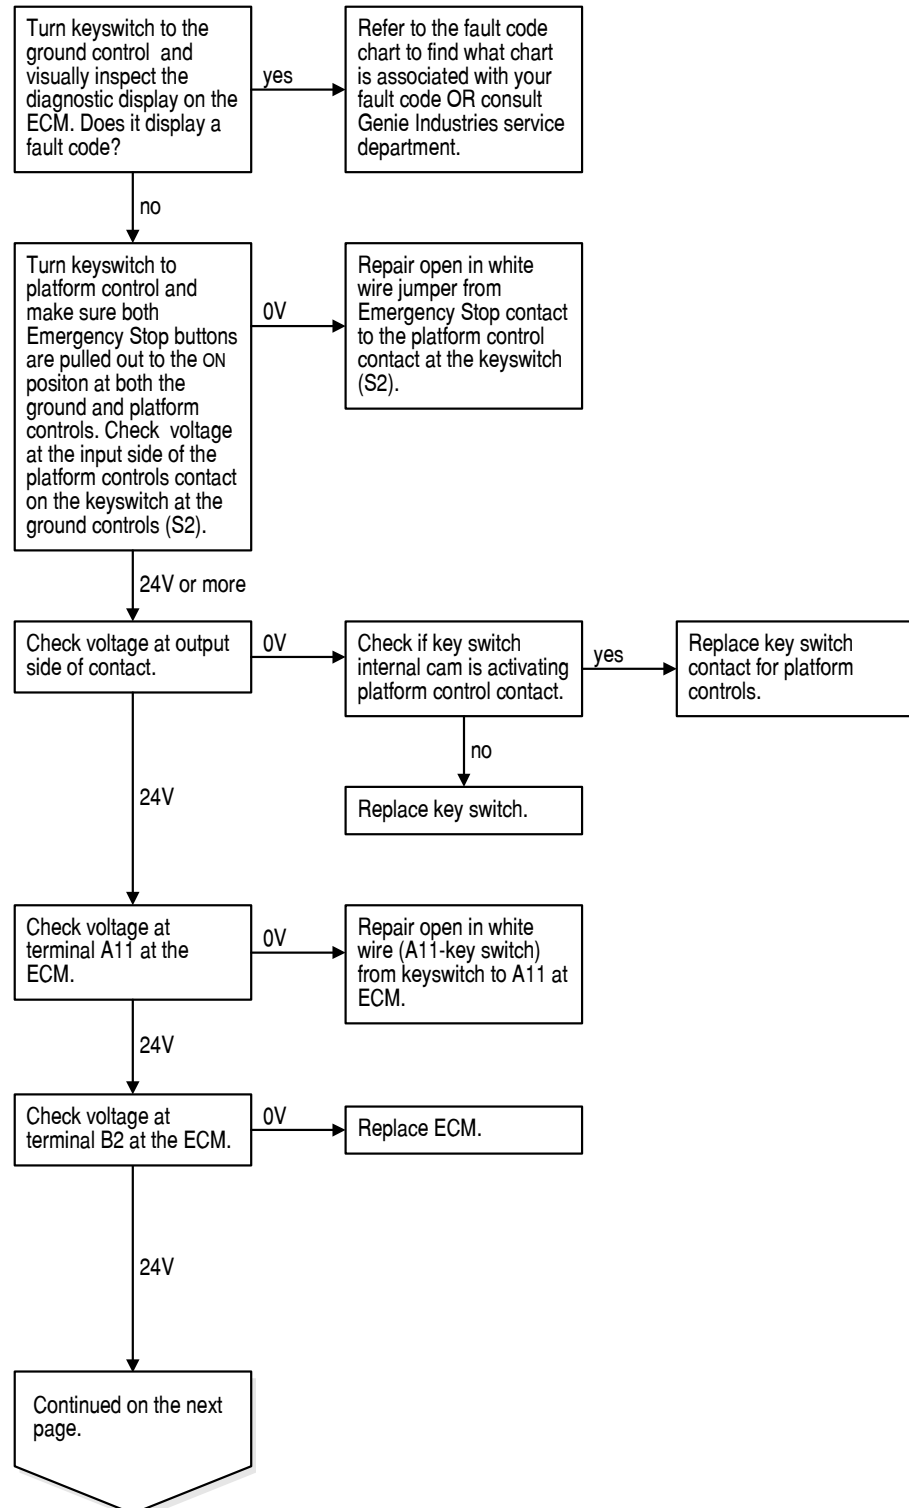 Turn keyswitch to the
ground control and
visually inspect the
diagnostic display on the
ECM. Does it display a
fault code?
yes
Refer to the fault code
chart to find what chart
is associated with your
fault code OR consult
Genie Industries service
department.
no
Turn keyswitch to
platform control and
make sure both
Emergency Stop buttons
are pulled out to the ON
positon at both the
ground and platform
controls. Check voltage
at the input side of the
platform controls contact
on the keyswitch at the
ground controls (S2).
0V
Repair open in white
wire jumper from
Emergency Stop contact
to the platform control
contact at the keyswitch
(S2).
24V or more
Check voltage at output
side of contact.
0V
Check if key switch
internal cam is activating
platform control contact.
yes
Replace key switch
contact for platform
controls.
no
Replace key switch.
24V
Check voltage at
terminal A11 at the
ECM.
0V
Repair open in white
wire (A11-key switch)
from keyswitch to A11 at
ECM.
24V
Check voltage at
terminal B2 at the ECM.
0V
Replace ECM.
24V
Continued on the next
page.